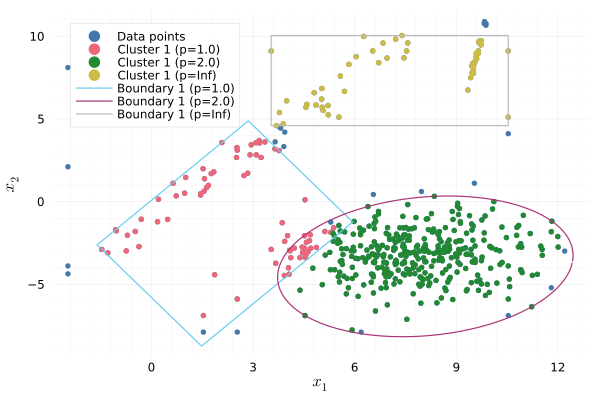 10
5
0
−5
0
3
6
9
12
x₂
x₁
Data points
Cluster 1 (p=1.0)
Cluster 1 (p=2.0)
Cluster 1 (p=Inf)
Boundary 1 (p=1.0)
Boundary 1 (p=2.0)
Boundary 1 (p=Inf)